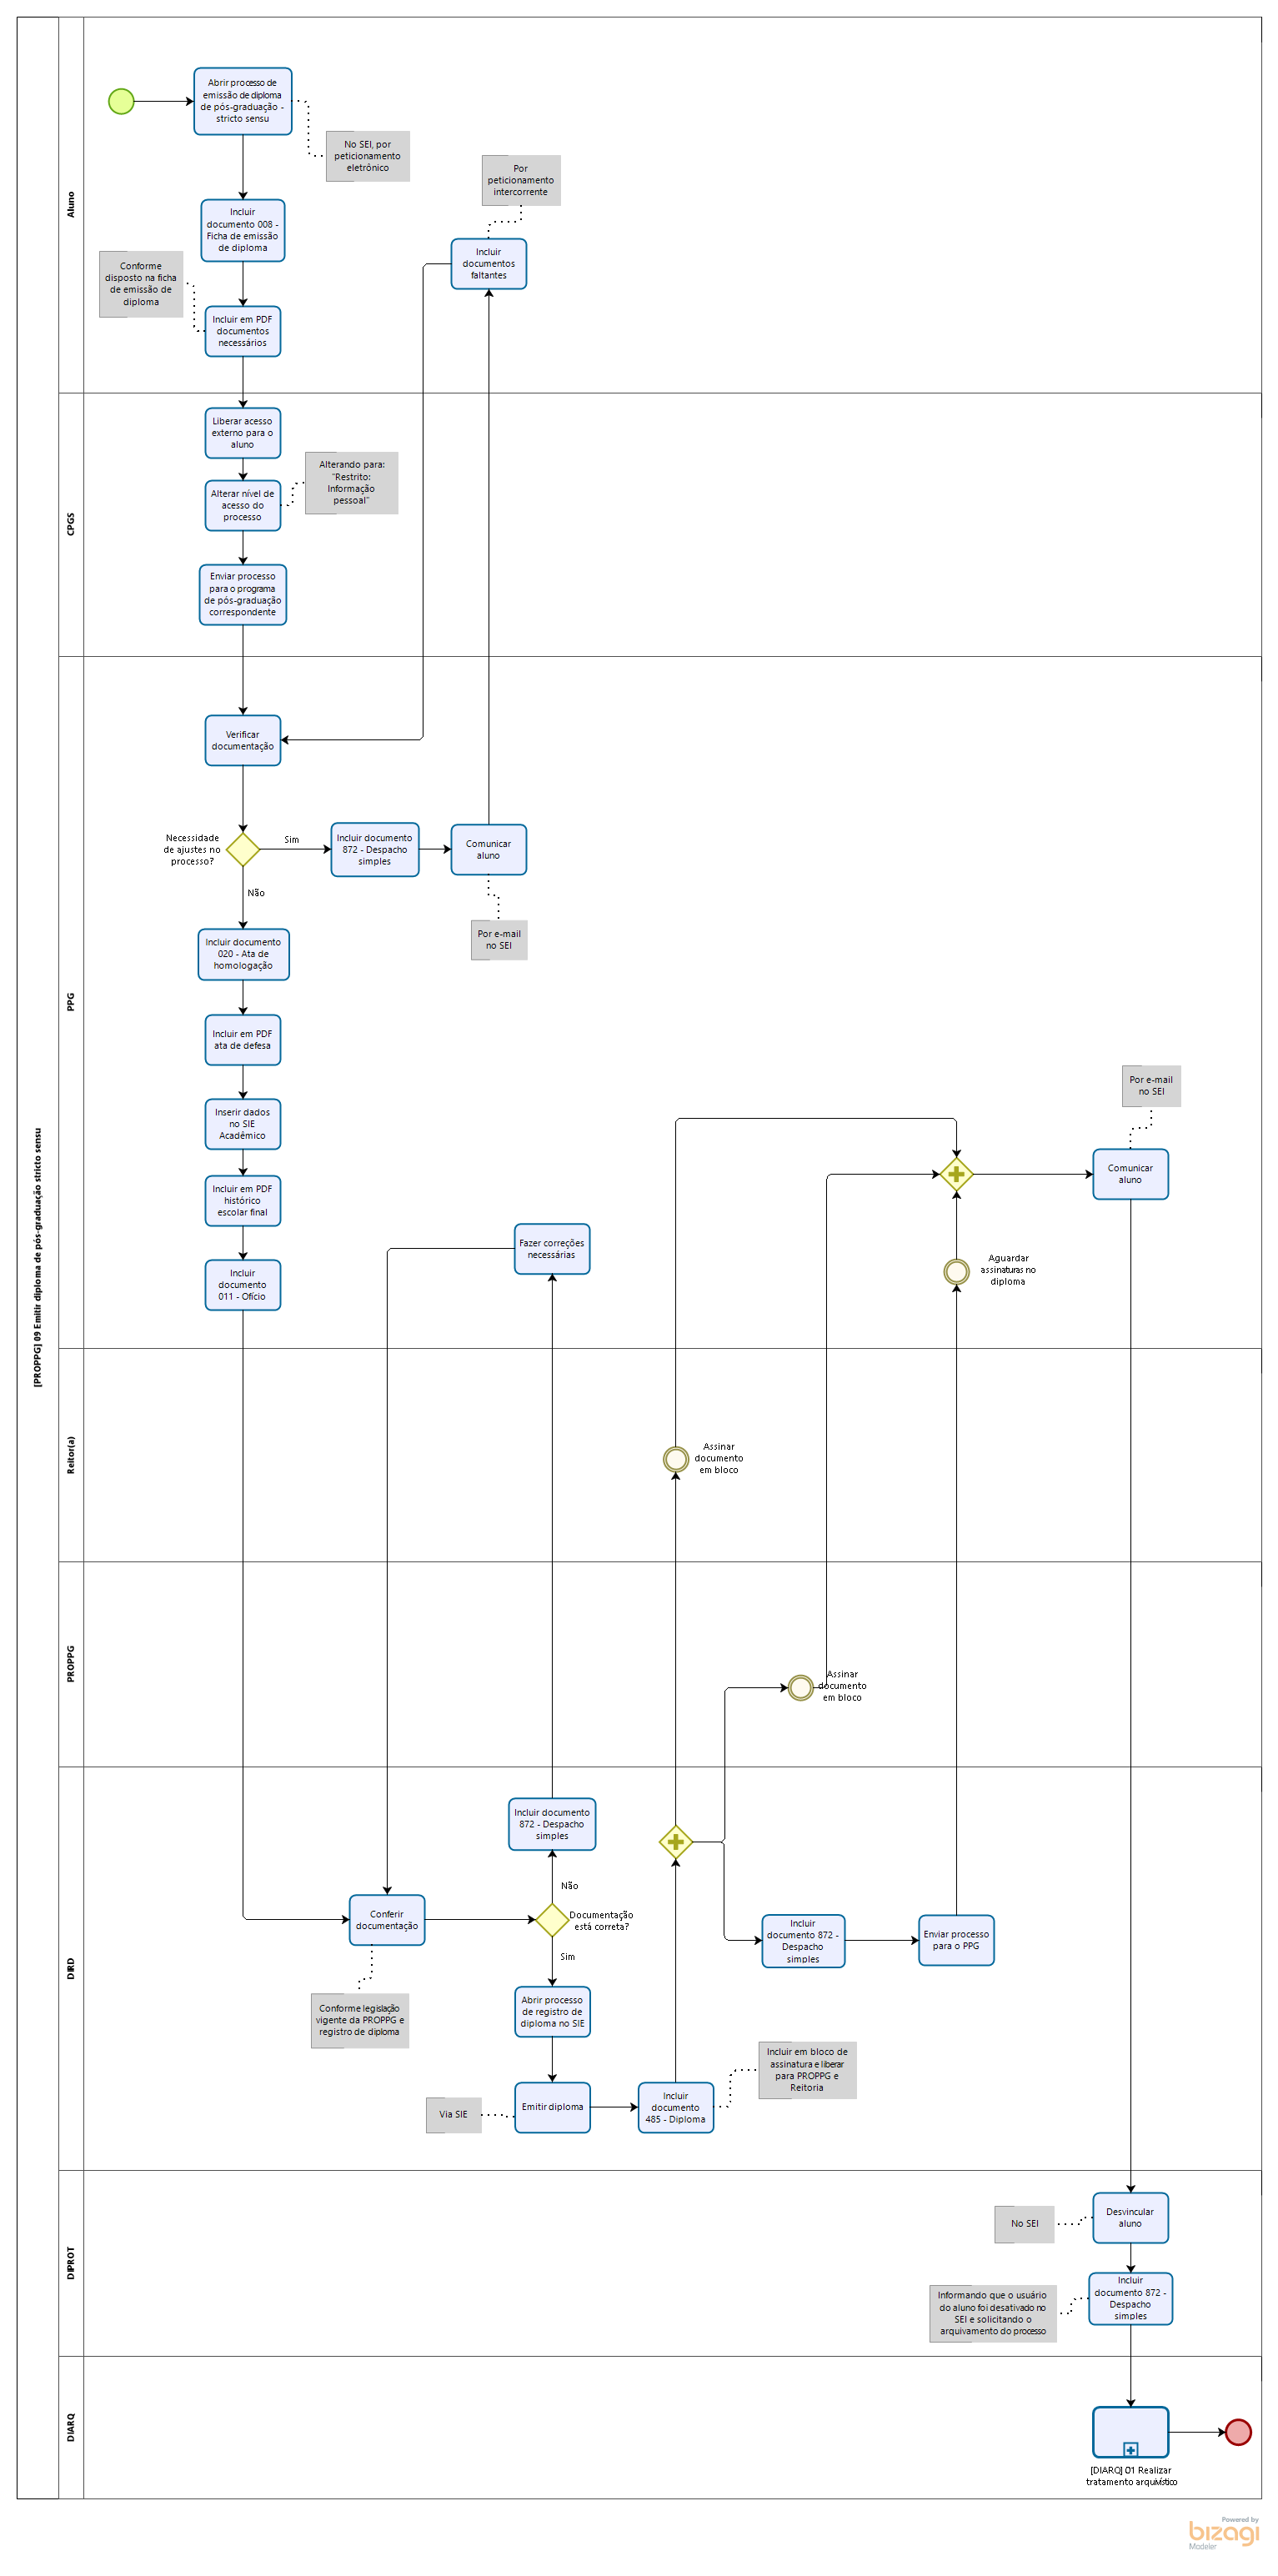 [PROPPG] 09 Emitir diploma de pós-graduação stricto sensu
Aluno
Abrir processo de
emissão de diploma
de pós-graduação -
stricto sensu
No SEI, por
peticionamento
eletrônico
Por
peticionamento
intercorrente
Incluir
documento 008 -
Ficha de emissão
de diploma
Incluir
documentos
faltantes
Conforme
disposto na ficha
de emissão de
diploma
Incluir em PDF
documentos
necessários
CPGS
Liberar acesso
externo para o
aluno
Alterando para:
"Restrito:
Informação
pessoal"
Alterar nível de
acesso do
processo
Enviar processo
para o programa
de pós-graduação
correspondente
PPG
Verificar
documentação
Necessidade
de ajustes no
processo?
Sim
Incluir documento
872 - Despacho
simples
Comunicar
aluno
Não
Por e-mail
no SEI
Incluir documento
020 - Ata de
homologação
Incluir em PDF
ata de defesa
Inserir dados
no SIE
Acadêmico
Por e-mail
no SEI
Comunicar
aluno
Incluir em PDF
histórico
escolar final
Fazer correções
necessárias
Aguardar
assinaturas no
diploma
Incluir
documento
011 - Ofício
Reitor(a)
Assinar
documento
em bloco
PROPPG
Assinar
documento
em bloco
DIRD
Incluir documento
872 - Despacho
simples
Não
Conferir
documentação
Documentação
está correta?
Sim
Incluir
documento 872 -
Despacho
simples
Enviar processo
para o PPG
Conforme legislação
vigente da PROPPG e
registro de diploma
Abrir processo
de registro de
diploma no SIE
Incluir em bloco de
assinatura e liberar
para PROPPG e
Reitoria
Via SIE
Emitir diploma
Incluir
documento
485 - Diploma
DIPROT
No SEI
Desvincular
aluno
Informando que o usuário
do aluno foi desativado no
SEI e solicitando o
arquivamento do processo
Incluir
documento 872 -
Despacho
simples
DIARQ
[DIARQ] 01 Realizar
tratamento arquivístico
Powered by
bizagi
Modeler